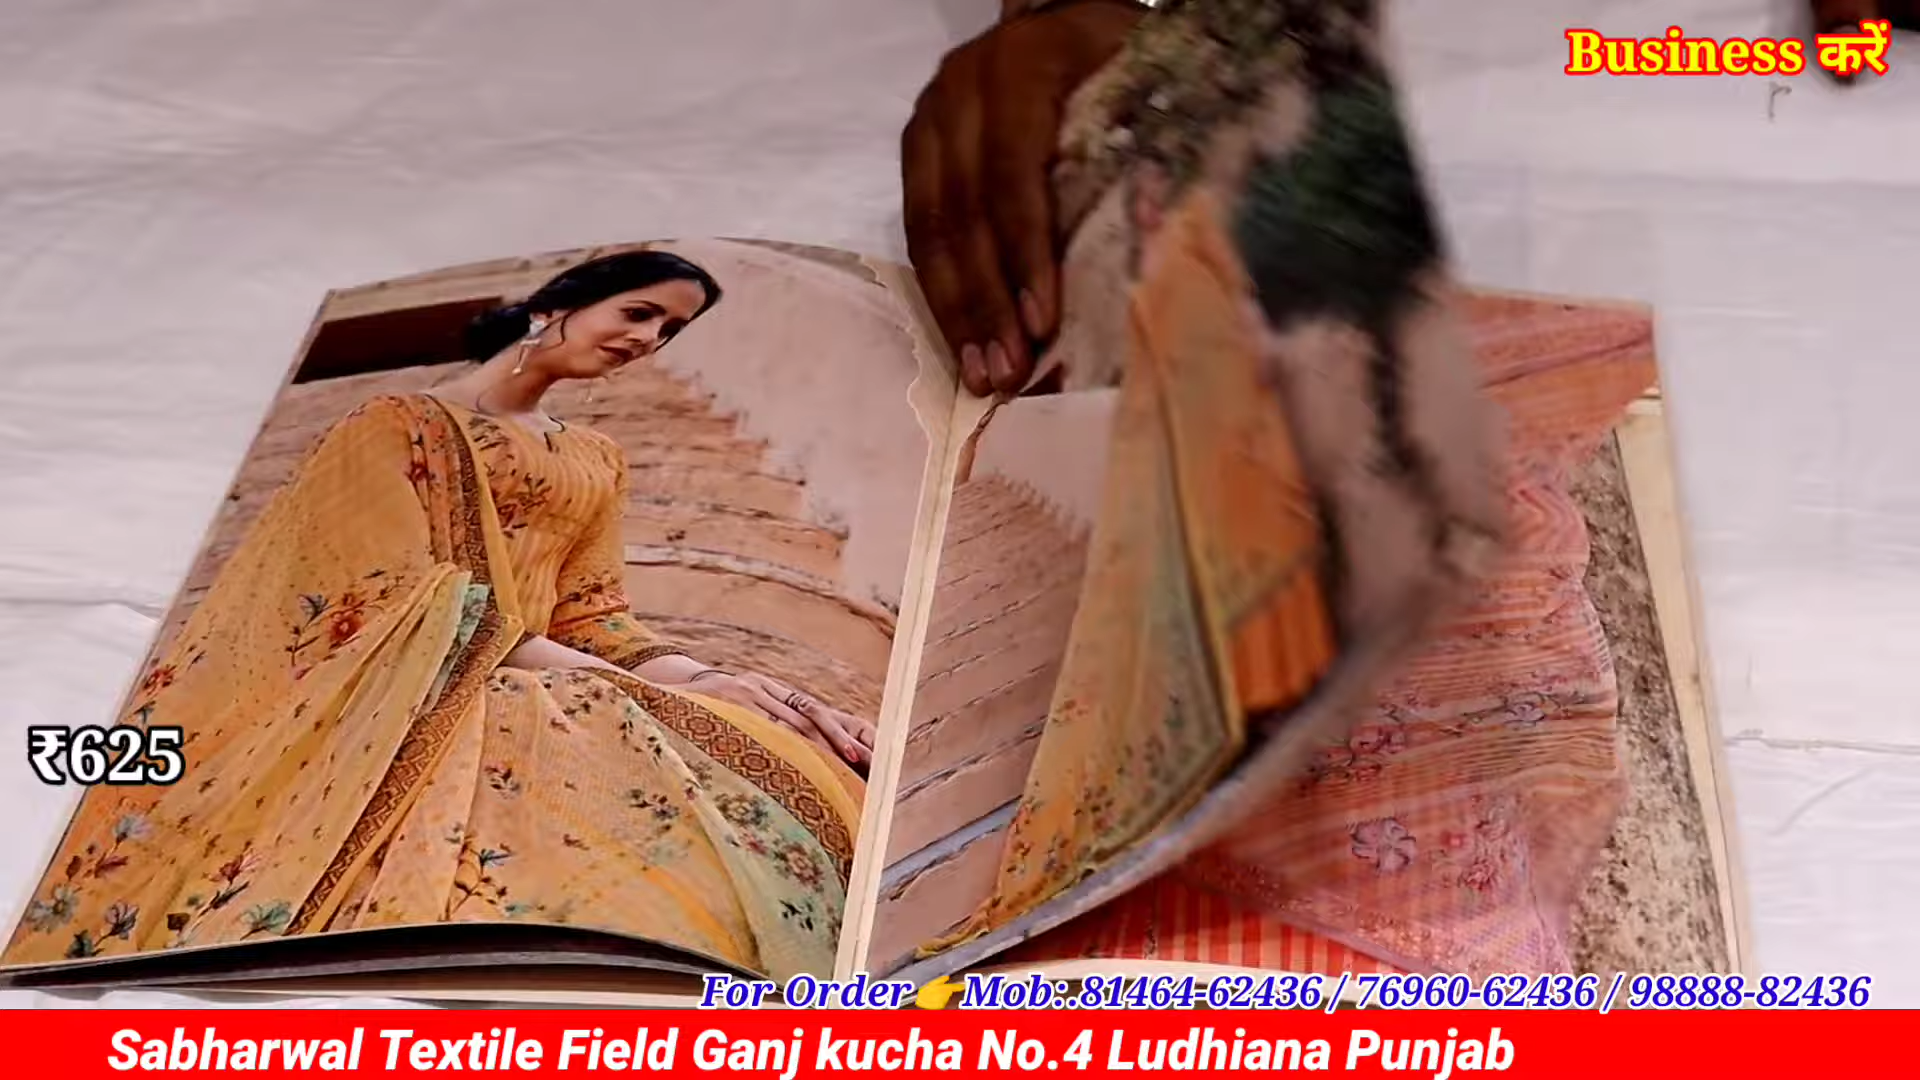 Business करें
₹625
For Order👉Mob:.81464-62436 / 76960-62436 / 98888-82436
Sabharwal Textile Field Ganj kucha No.4 Ludhiana Punjab